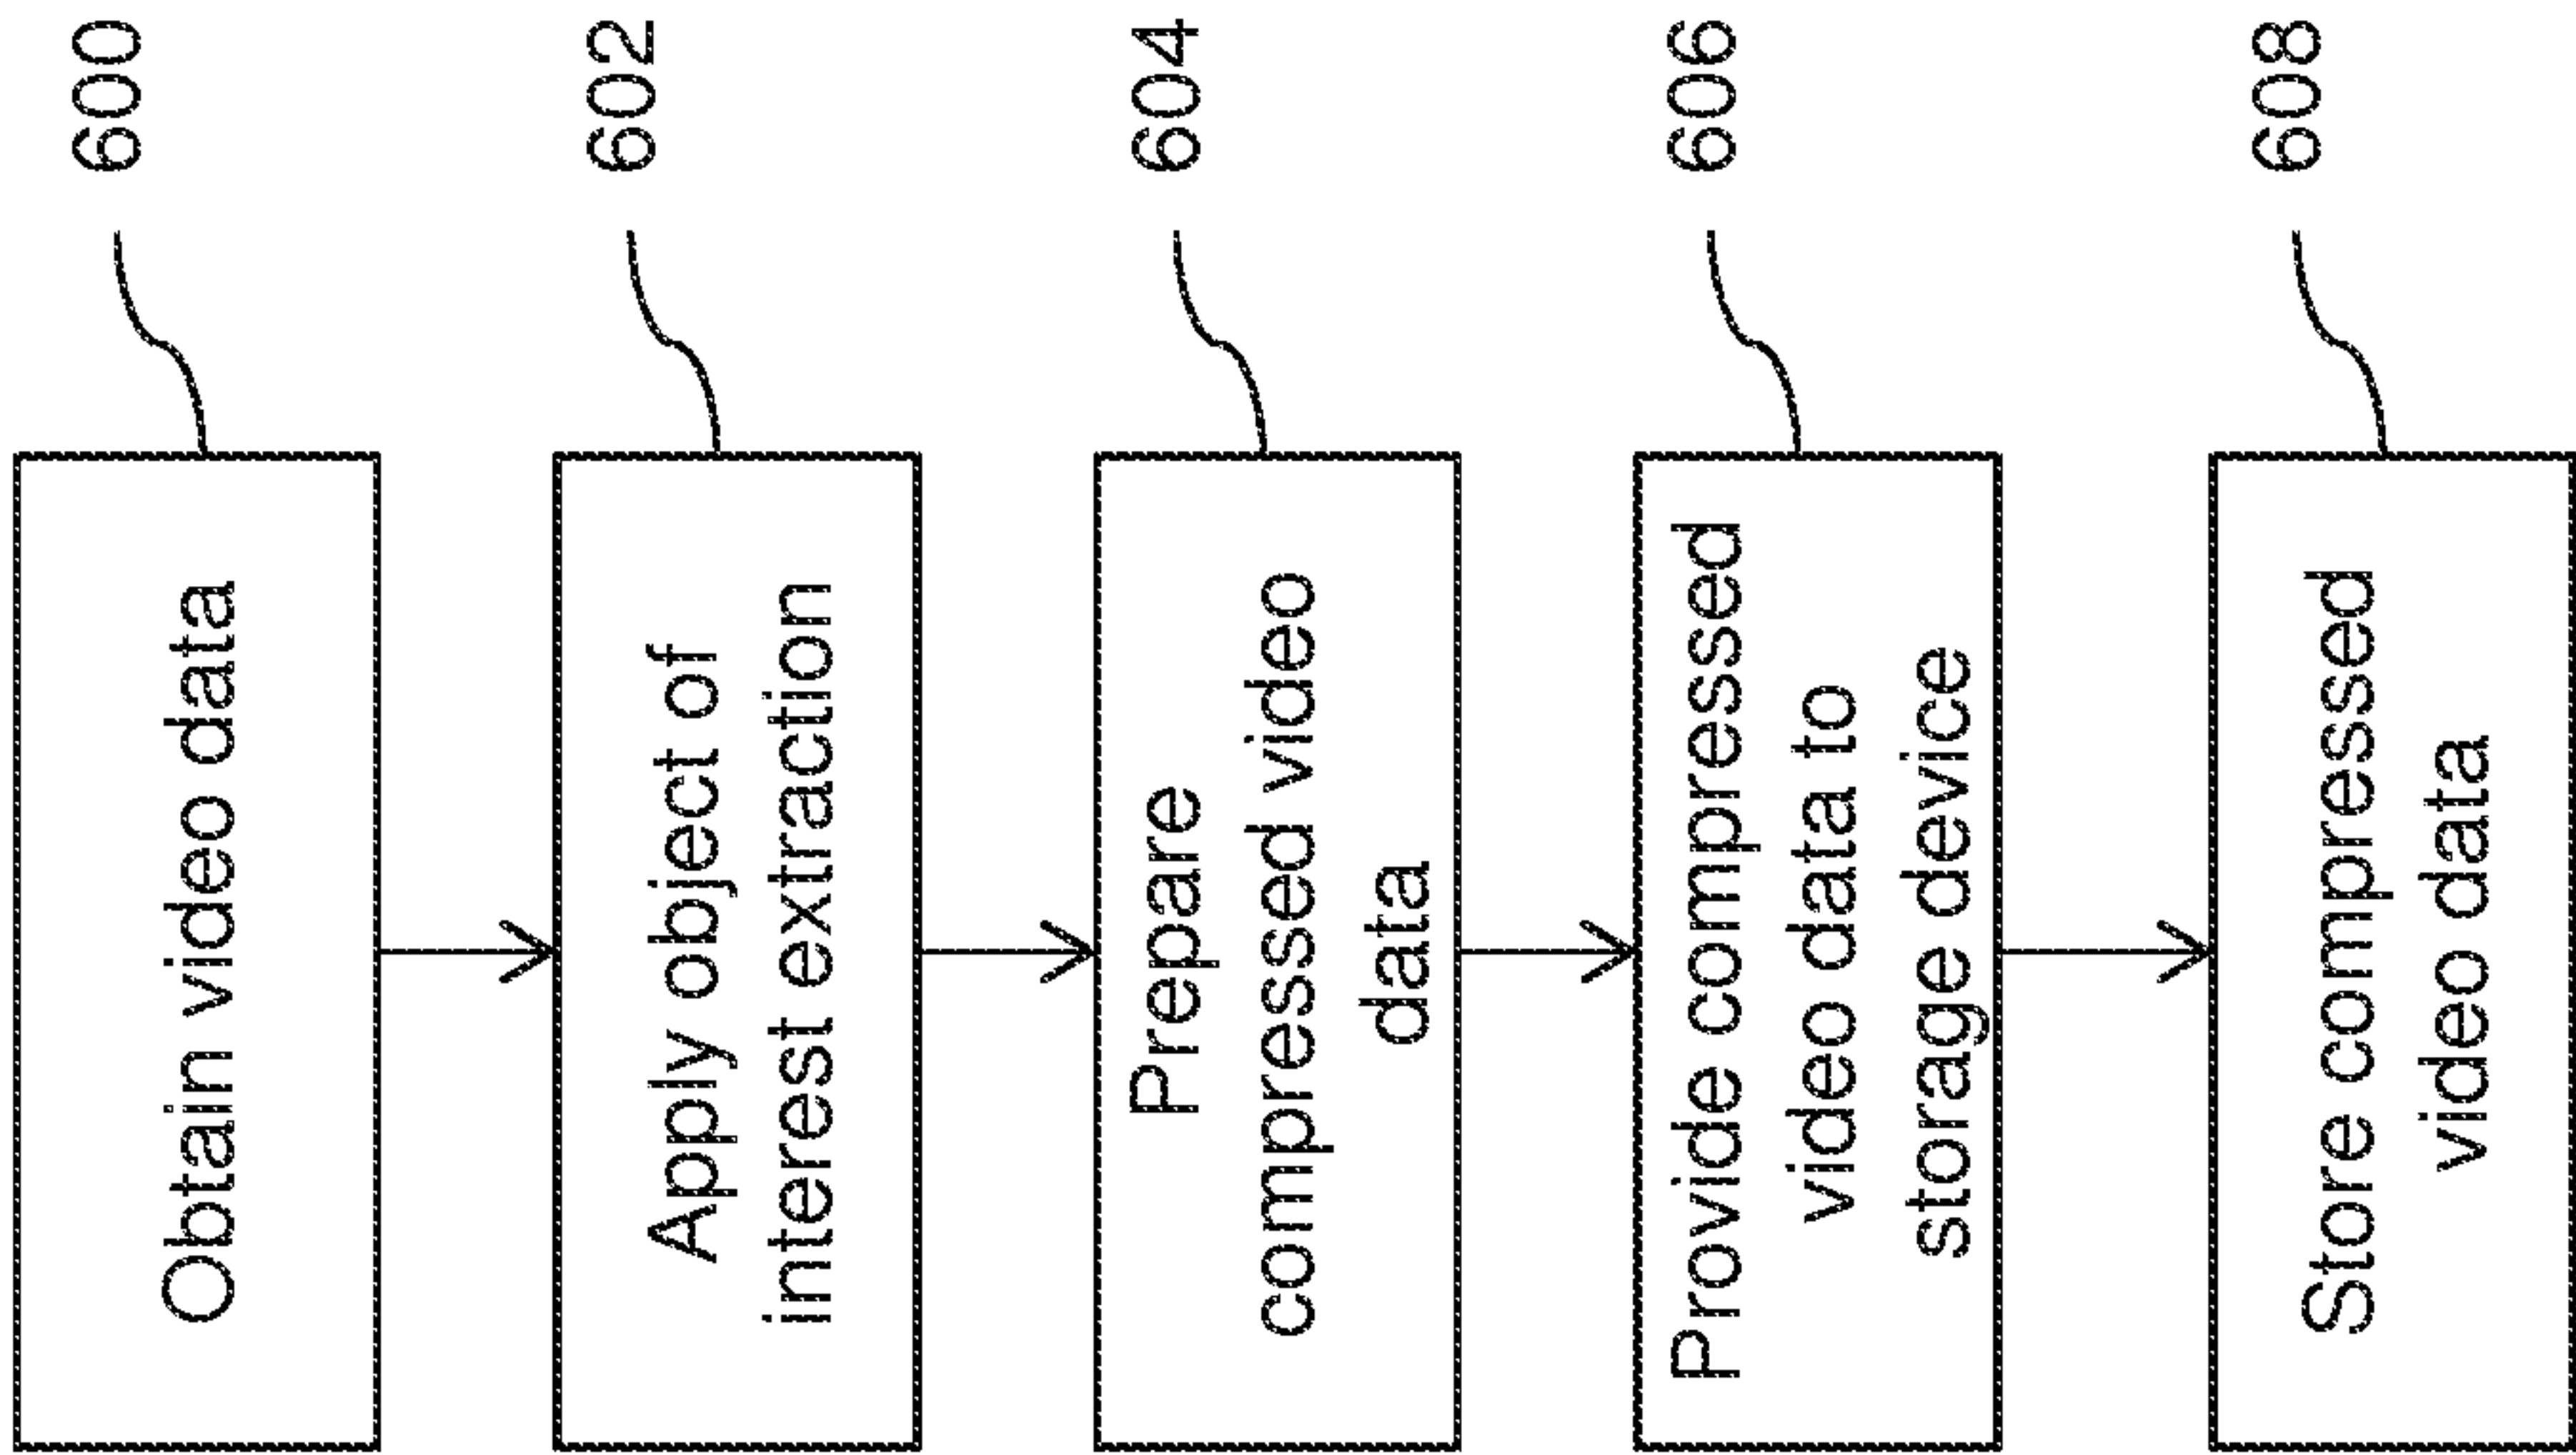 Obtain video data
600
Apply object of
interest extraction
602
Prepare
compressed video
data
604
Provide compressed
video data to
storage device
606
Store compressed
video data
608